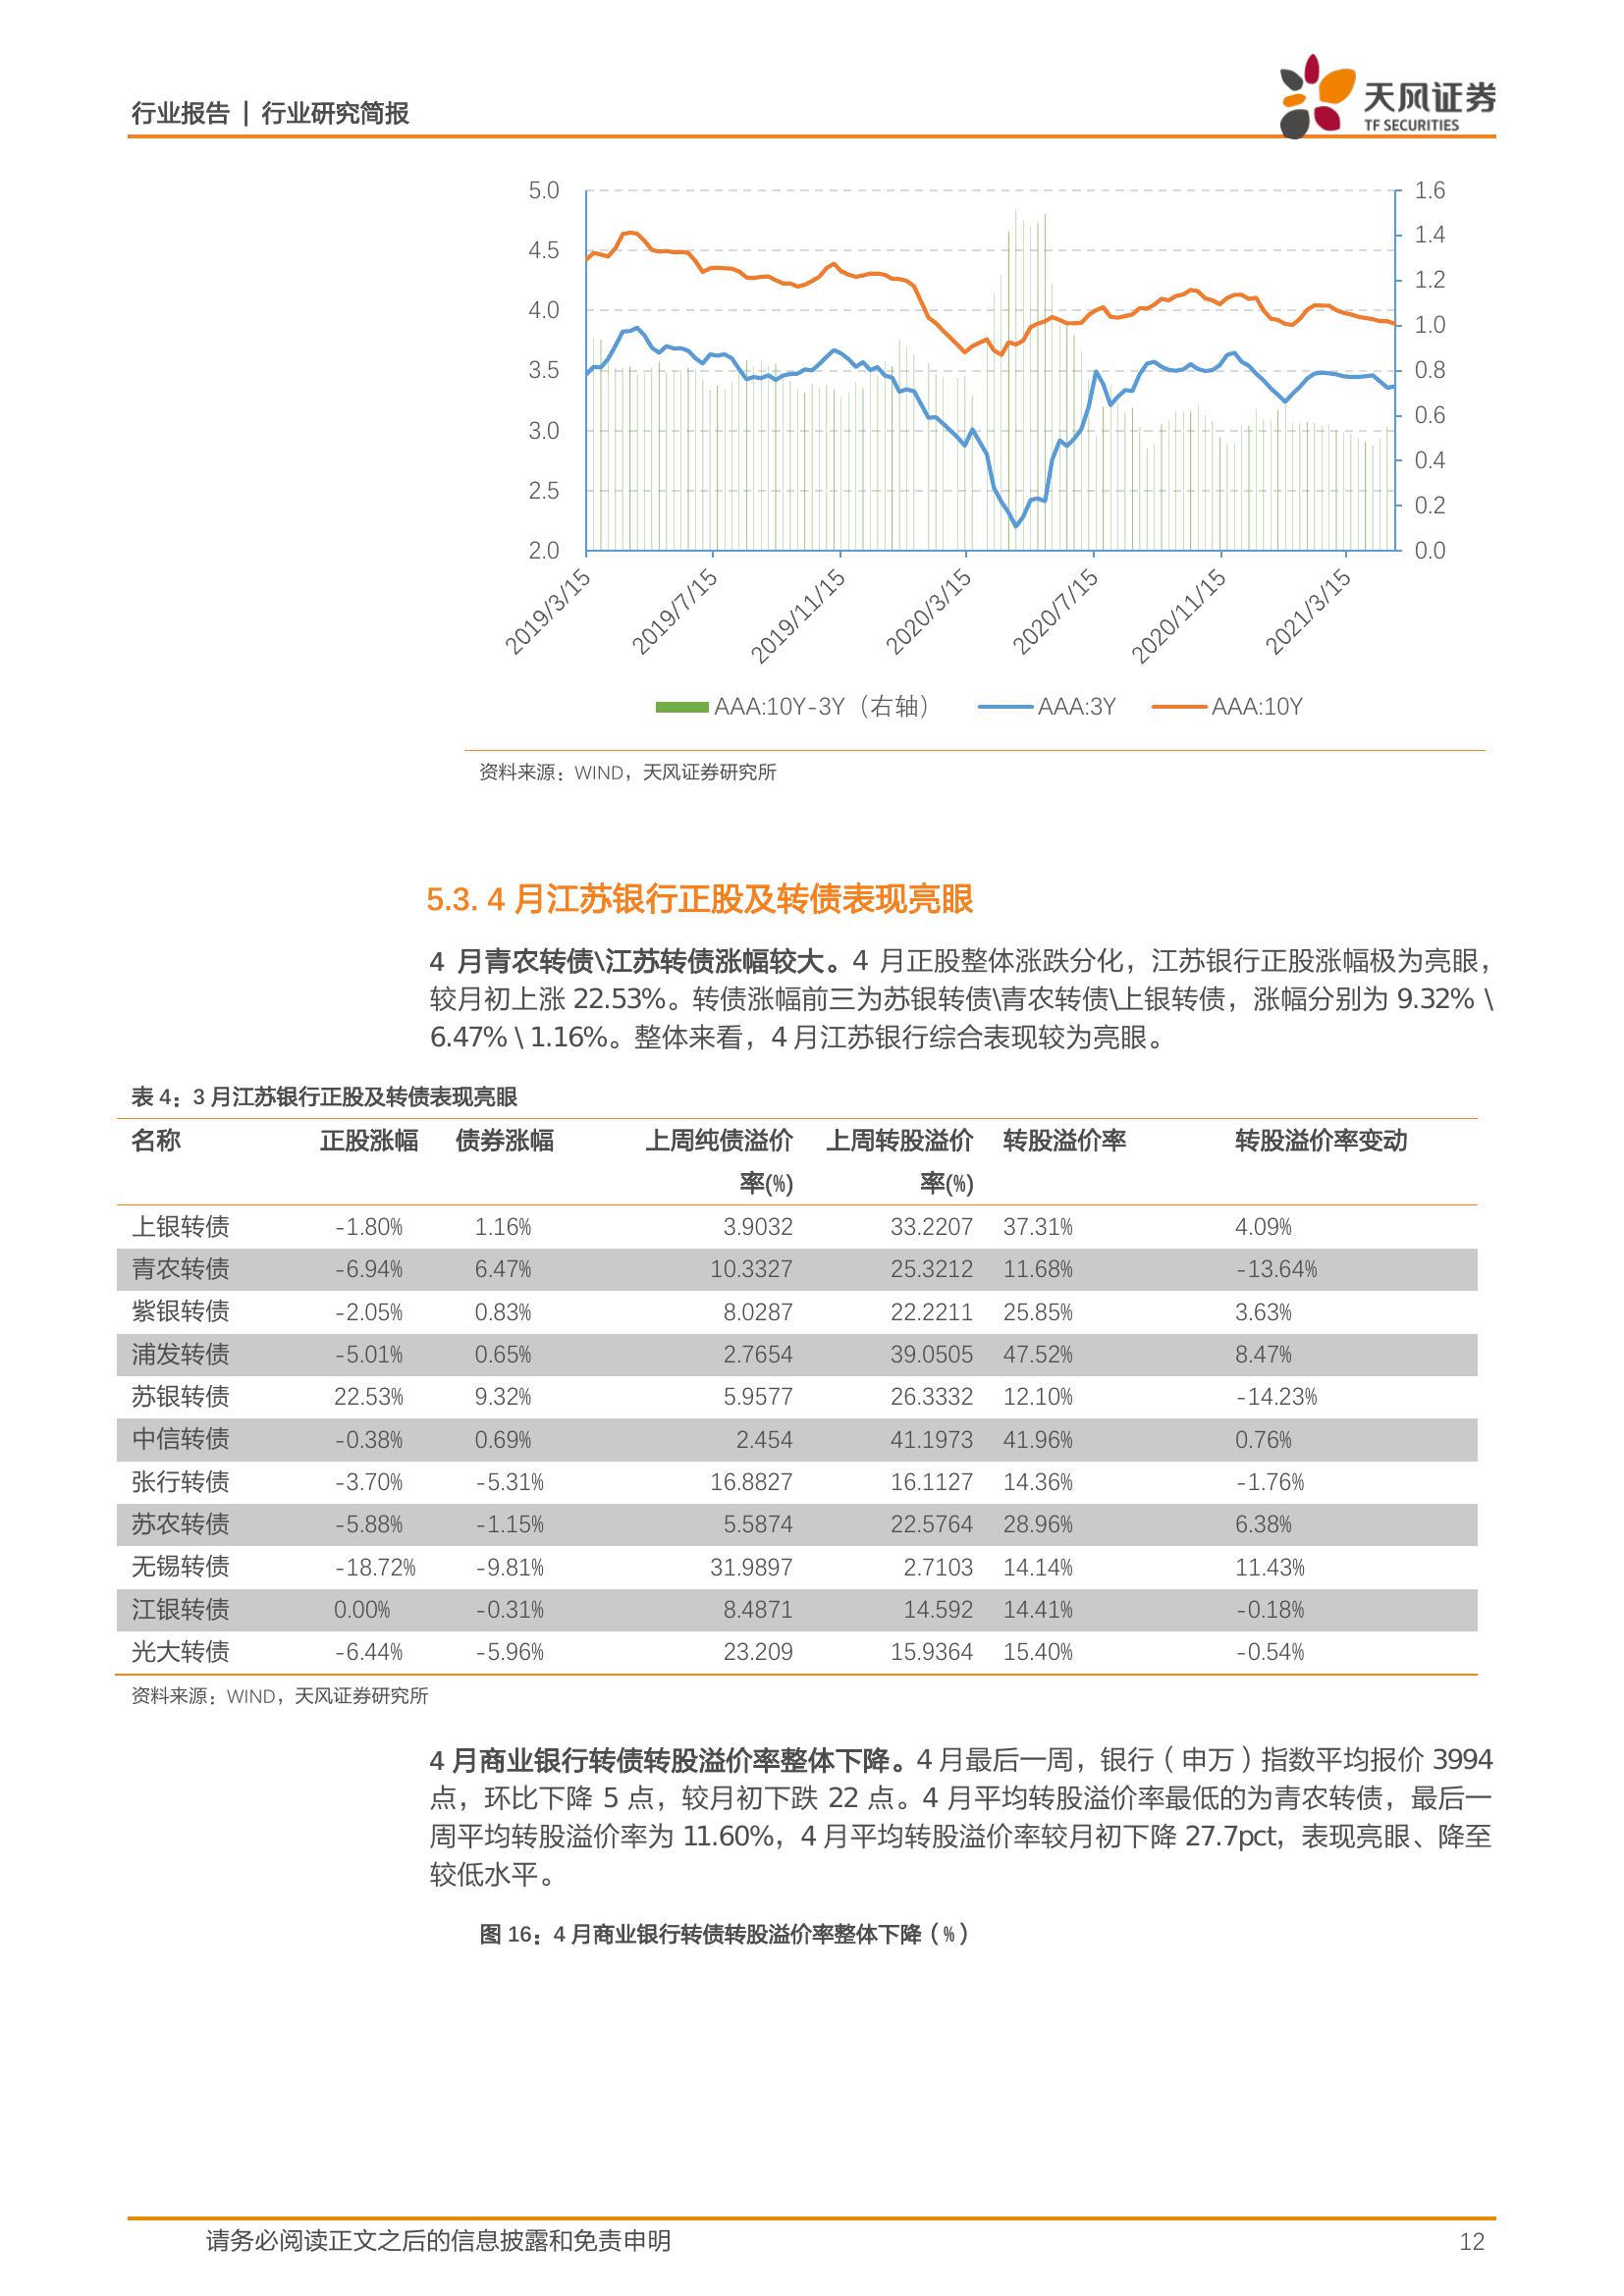 行业报告 | 行业研究简报
天风证券
TF SECURITIES
5.0
4.5
4.0
3.5
3.0
2.5
2.0
1.6
1.4
1.2
1.0
0.8
0.6
0.4
0.2
0.0
2019/3/15
2019/7/15
2019/11/15
2020/3/15
2020/7/15
2020/11/15
2021/3/15
AAA:10Y-3Y（右轴） AAA:3Y AAA:10Y
资料来源：WIND，天风证券研究所
5.3. 4 月江苏银行正股及转债表现亮眼
4 月青农转债\江苏转债涨幅较大。4 月正股整体涨跌分化，江苏银行正股涨幅极为亮眼，
较月初上涨 22.53%。转债涨幅前三为苏银转债\青农转债\上银转债，涨幅分别为 9.32% \
6.47% \ 1.16%。整体来看，4 月江苏银行综合表现较为亮眼。
表 4：3 月江苏银行正股及转债表现亮眼
名称 正股涨幅 债券涨幅 上周纯债溢价 上周转股溢价 转股溢价率 转股溢价率变动
率(%) 率(%)
上银转债 -1.80% 1.16% 3.9032 33.2207 37.31% 4.09%
青农转债 -6.94% 6.47% 10.3327 25.3212 11.68% -13.64%
紫银转债 -2.05% 0.83% 8.0287 22.2211 25.85% 3.63%
浦发转债 -5.01% 0.65% 2.7654 39.0505 47.52% 8.47%
苏银转债 22.53% 9.32% 5.9577 26.3332 12.10% -14.23%
中信转债 -0.38% 0.69% 2.454 41.1973 41.96% 0.76%
张行转债 -3.70% -5.31% 16.8827 16.1127 14.36% -1.76%
苏农转债 -5.88% -1.15% 5.5874 22.5764 28.96% 6.38%
无锡转债 -18.72% -9.81% 31.9897 2.7103 14.14% 11.43%
江银转债 0.00% -0.31% 8.4871 14.592 14.41% -0.18%
光大转债 -6.44% -5.96% 23.209 15.9364 15.40% -0.54%
资料来源：WIND，天风证券研究所
4 月商业银行转债转股溢价率整体下降。4 月最后一周，银行（申万）指数平均报价 3994
点，环比下降 5 点，较月初下跌 22 点。4 月平均转股溢价率最低的为青农转债，最后一
周平均转股溢价率为 11.60%，4 月平均转股溢价率较月初下降 27.7pct，表现亮眼、降至
较低水平。
图 16：4 月商业银行转债转股溢价率整体下降（%）
请务必阅读正文之后的信息披露和免责申明 12